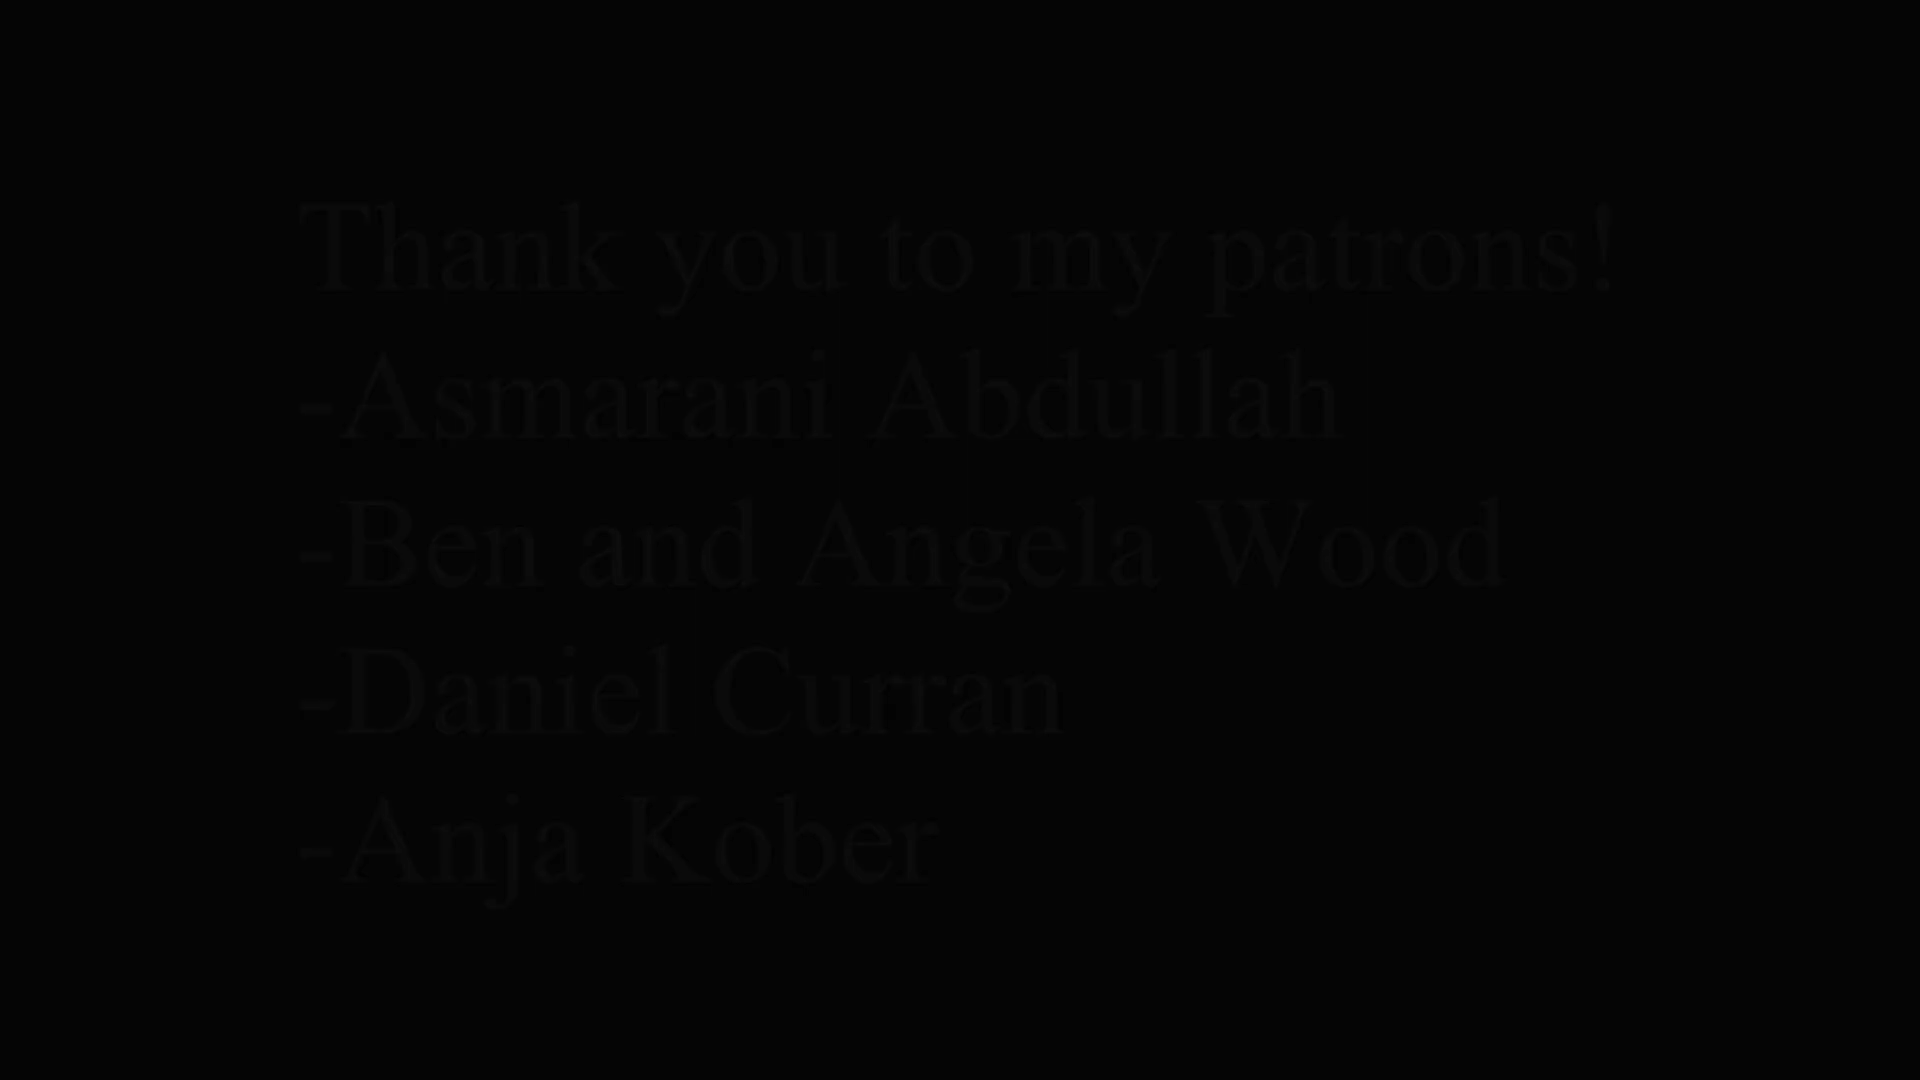 Thank you to my patrons!
-Asmarani Abdullah
-Ben and Angela Wood
-Daniel Curran
-Anja Kober